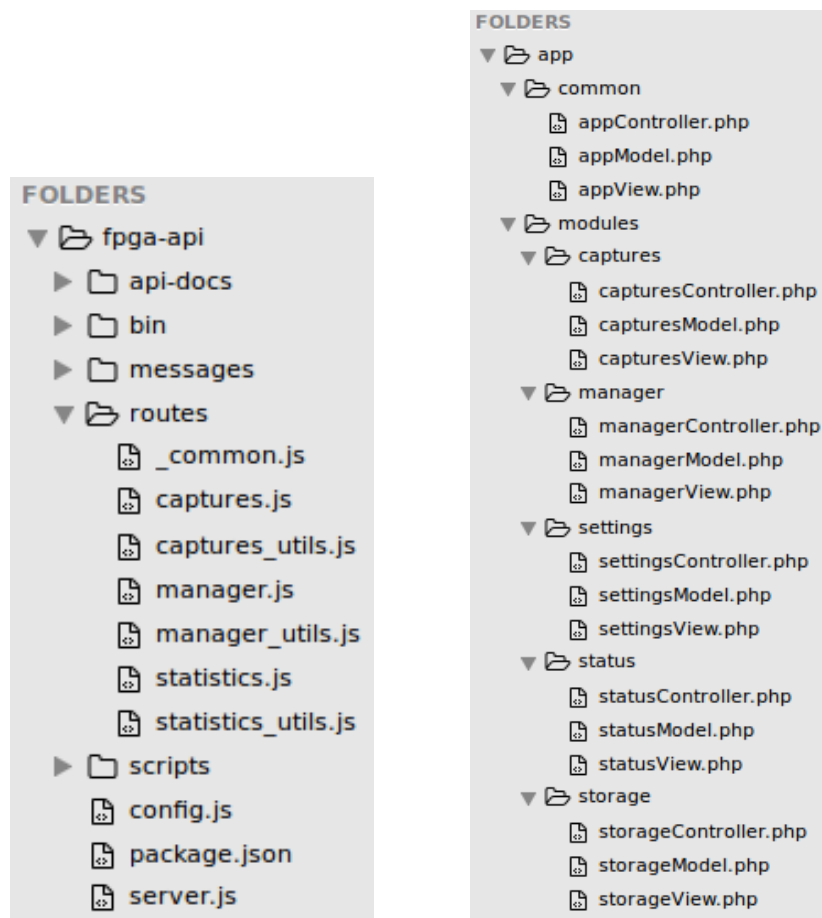 FOLDERS
fpga-api
api-docs
bin
messages
routes
_common.js
captures.js
captures_utils.js
manager.js
manager_utils.js
statistics.js
statistics_utils.js
scripts
config.js
package.json
server.js
FOLDERS
app
common
appController.php
appModel.php
appView.php
modules
captures
capturesController.php
capturesModel.php
capturesView.php
manager
managerController.php
managerModel.php
managerView.php
settings
settingsController.php
settingsModel.php
settingsView.php
status
statusController.php
statusModel.php
statusView.php
storage
storageController.php
storageModel.php
storageView.php